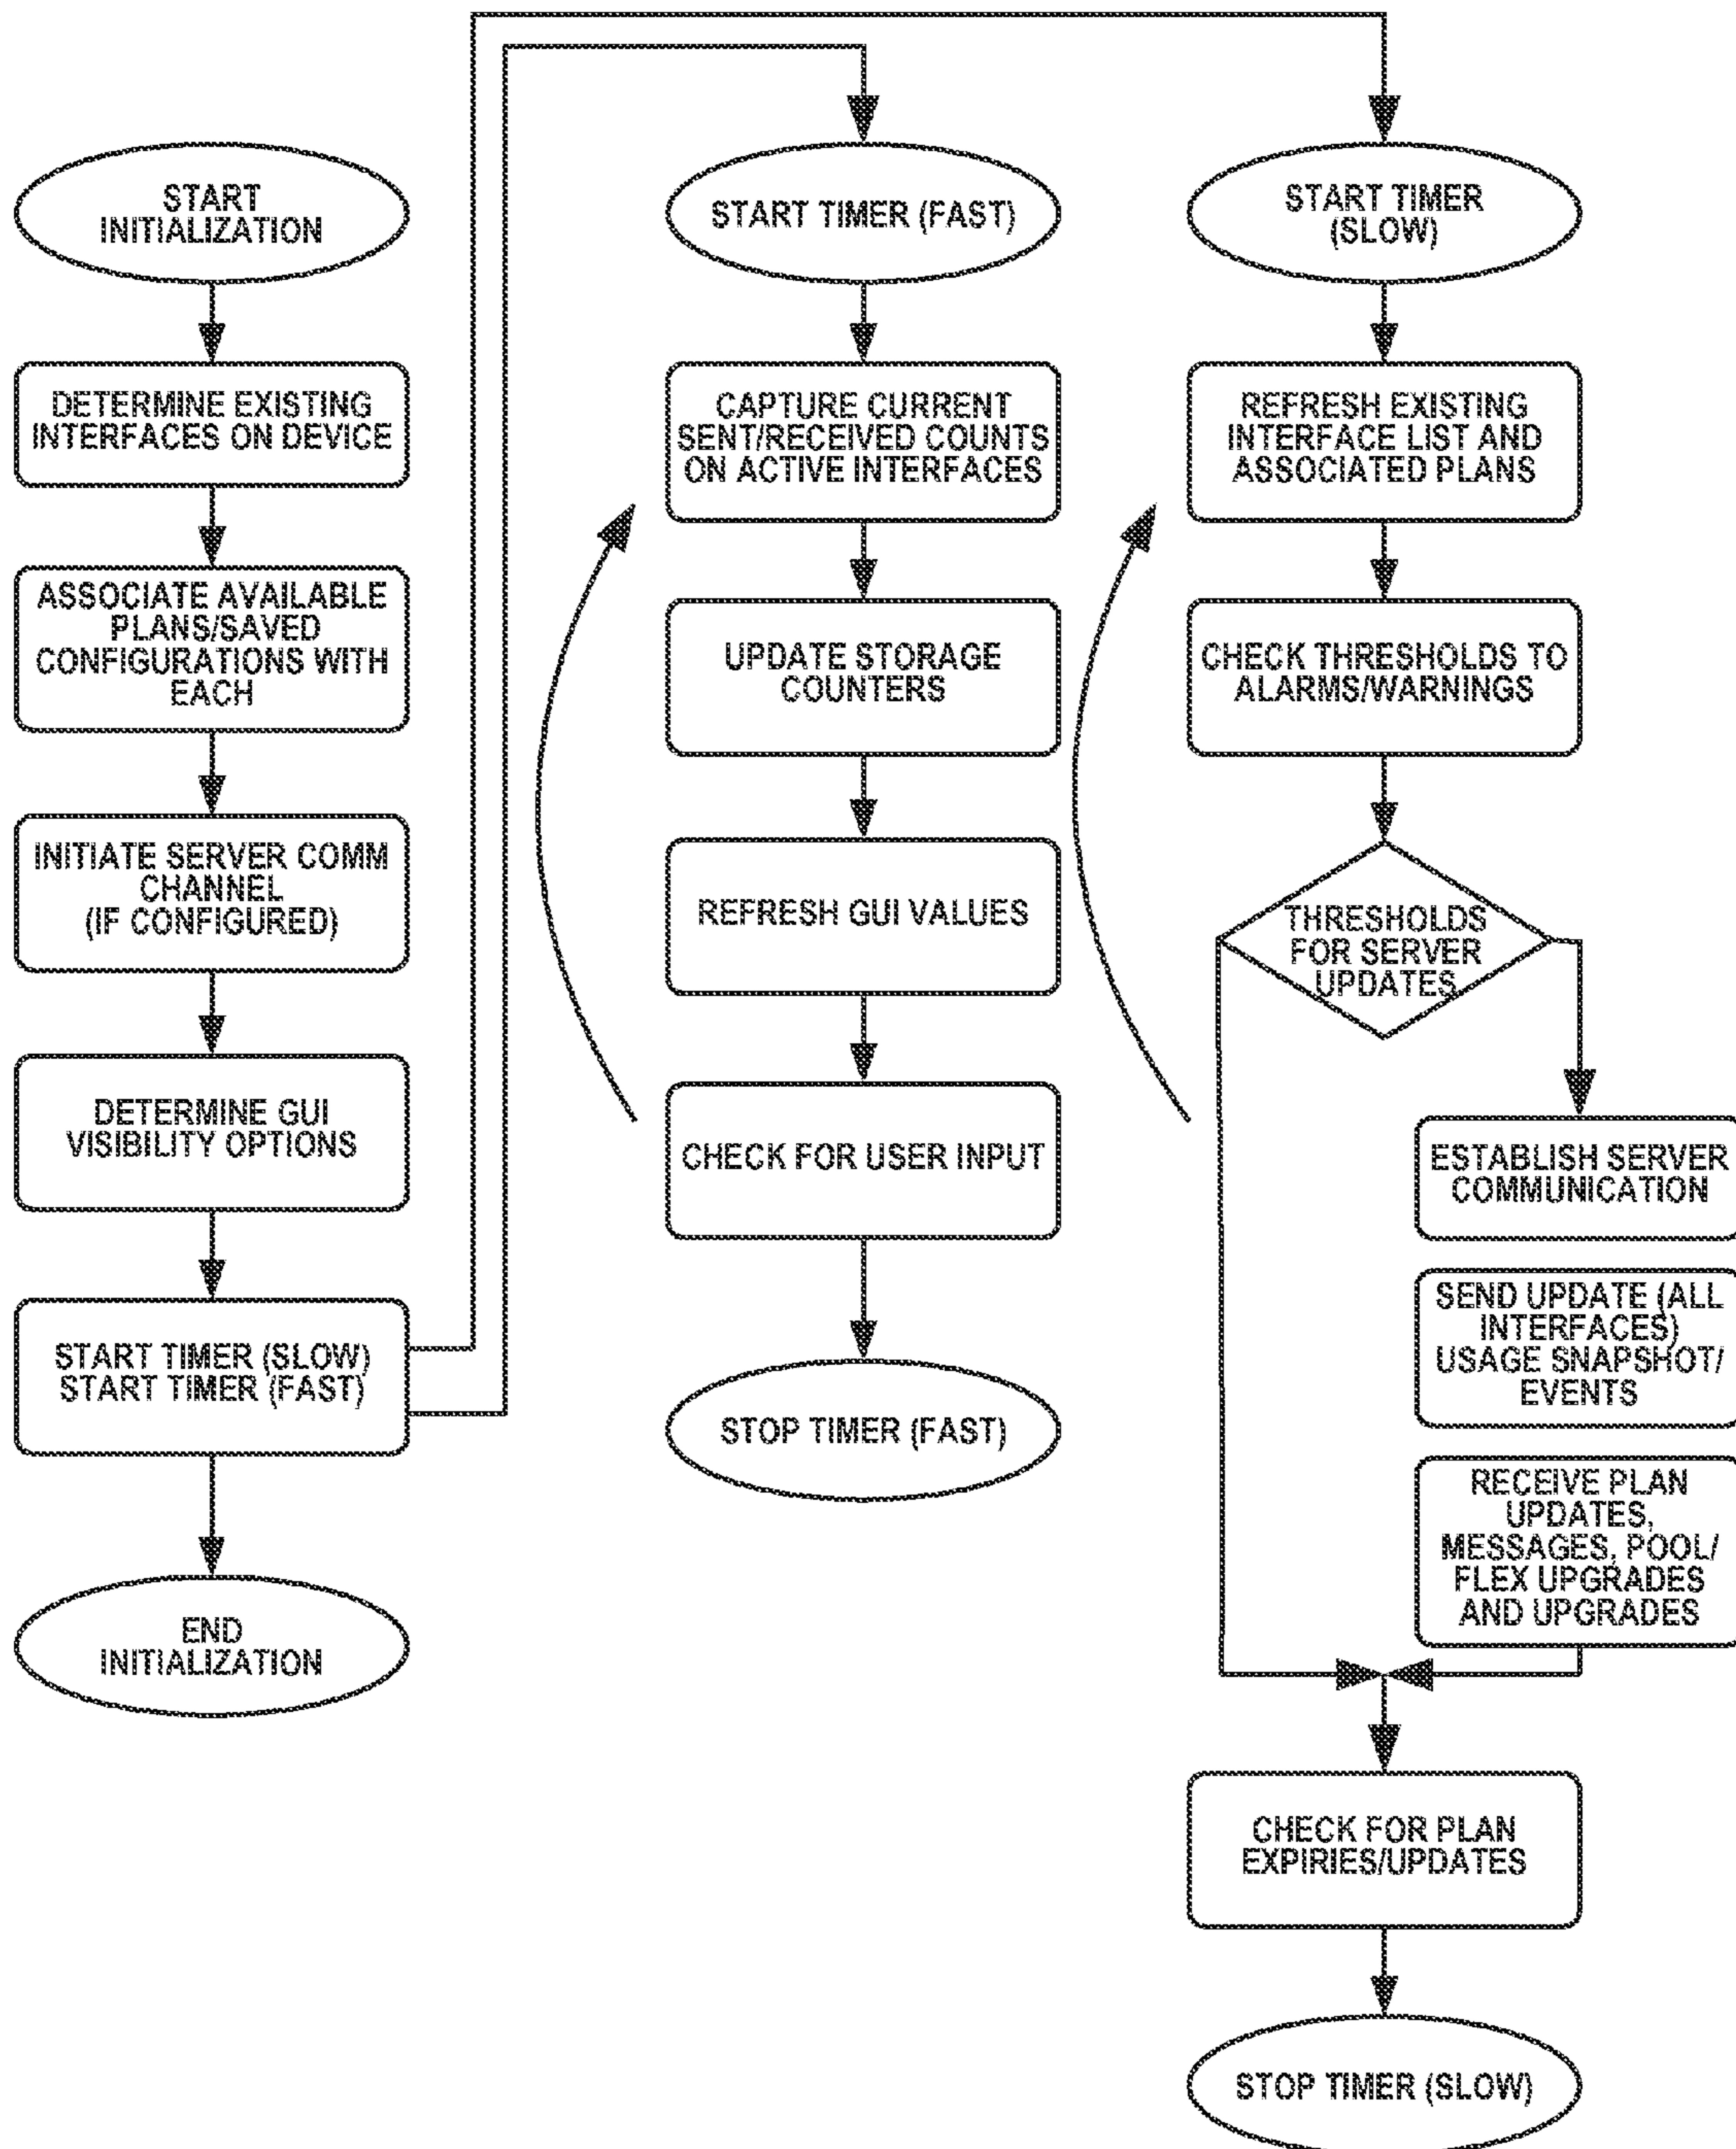 START
INITIALIZATION
DETERMINE EXISTING
INTERFACES ON DEVICE
ASSOCIATE AVAILABLE
PLANS/SAVED
CONFIGURATIONS WITH
EACH
INITIATE SERVER COMM
CHANNEL
(IF CONFIGURED)
DETERMINE GUI
VISIBILITY OPTIONS
START TIMER (SLOW)
START TIMER (FAST)
END
INITIALIZATION
START TIMER (FAST)
CAPTURE CURRENT
SENT/RECEIVED COUNTS
ON ACTIVE INTERFACES
UPDATE STORAGE
COUNTERS
REFRESH GUI VALUES
CHECK FOR USER INPUT
STOP TIMER (FAST)
START TIMER
(SLOW)
REFRESH EXISTING
INTERFACE LIST AND
ASSOCIATED PLANS
CHECK THRESHOLDS TO
ALARMS/WARNINGS
THRESHOLDS
FOR SERVER
UPDATES
ESTABLISH SERVER
COMMUNICATION
SEND UPDATE (ALL
INTERFACES)
USAGE SNAPSHOT/
EVENTS
RECEIVE PLAN
UPDATES,
MESSAGES, POOL/
FLEX UPGRADES
AND UPGRADES
CHECK FOR PLAN
EXPIRIES/UPDATES
STOP TIMER (SLOW)